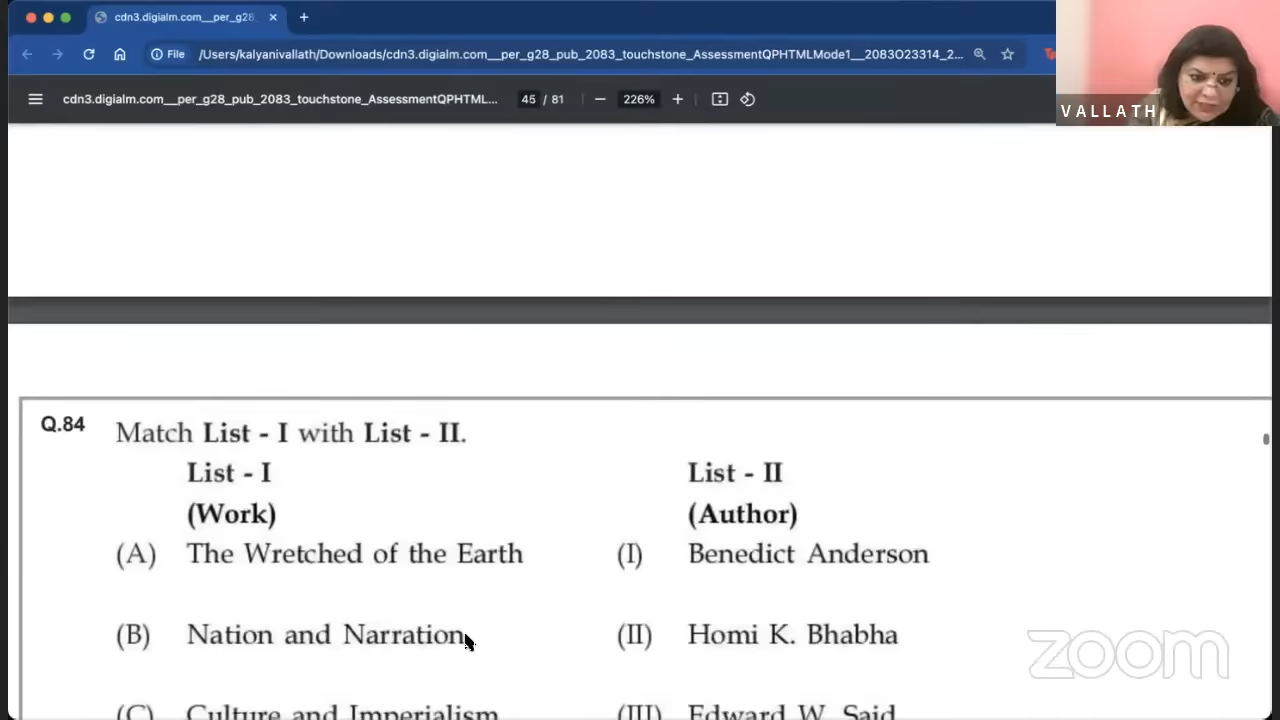 cdn3.digialm.com__per_g28
File /Users/kalyanivallath/Downloads/cdn3.digialm.com__per_g28_pub_2083_touchstone_AssessmentQPHTMLMode1__2083O23314_2...
cdn3.digialm.com__per_g28_pub_2083_touchstone_AssessmentQPHTML... 46 / 81 226%
VALLATH
Q.84 Match List - I with List - II.
List - I List - II
(Work) (Author)
(A) The Wretched of the Earth (I) Benedict Anderson
(B) Nation and Narration (II) Homi K. Bhabha
(C) Culture and Imperialism (III) Edward W. Said
zoom